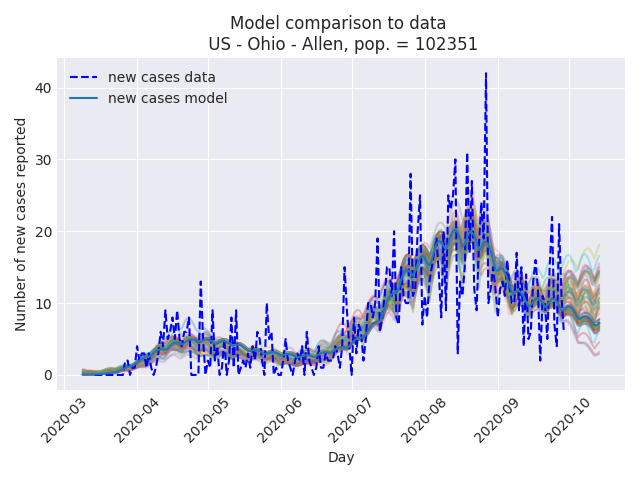 Model comparison to data
US - Ohio - Allen, pop. = 102351
new cases data
new cases model
Number of new cases reported
40
30
20
10
0
2020-03
2020-04
2020-05
2020-06
2020-07
2020-08
2020-09
2020-10
Day